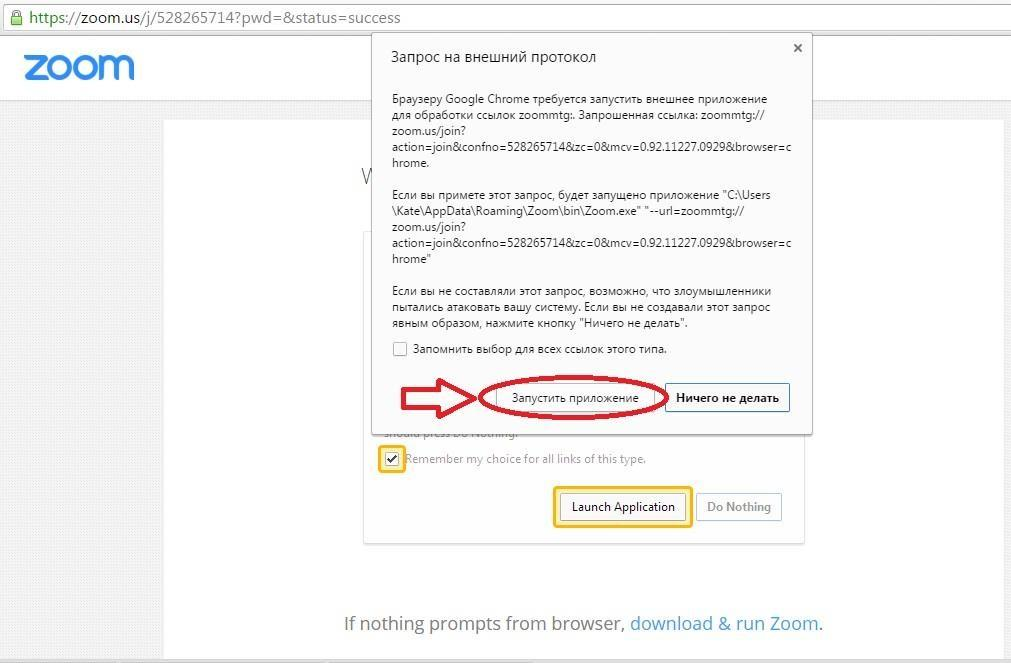 https://zoom.us/j/528265714?pwd=&status=success
zoom
Запрос на внешний протокол
Браузеру Google Chrome требуется запустить внешнее приложение
для обработки ссылок zoommtg:. Запрошенная ссылка: zoommtg://
zoom.us/join?
action=join&confno=528265714&zc=0&mcv=0.92.11227.0929&browser=c
hrome.
Если вы примете этот запрос, будет запущено приложение "C:\Users
\Kate\AppData\Roaming\Zoom\bin\Zoom.exe" "--url=zoommtg://
zoom.us/join?
action=join&confno=528265714&zc=0&mcv=0.92.11227.0929&browser=c
hrome"
Если вы не составляли этот запрос, возможно, что злоумышленники
пытались атаковать вашу систему. Если вы не создавали этот запрос
явным образом, нажмите кнопку "Ничего не делать".
Запомнить выбор для всех ссылок этого типа.
Запустить приложение
Ничего не делать
should press Do Nothing.
Remember my choice for all links of this type.
Launch Application
Do Nothing
If nothing prompts from browser, download & run Zoom.